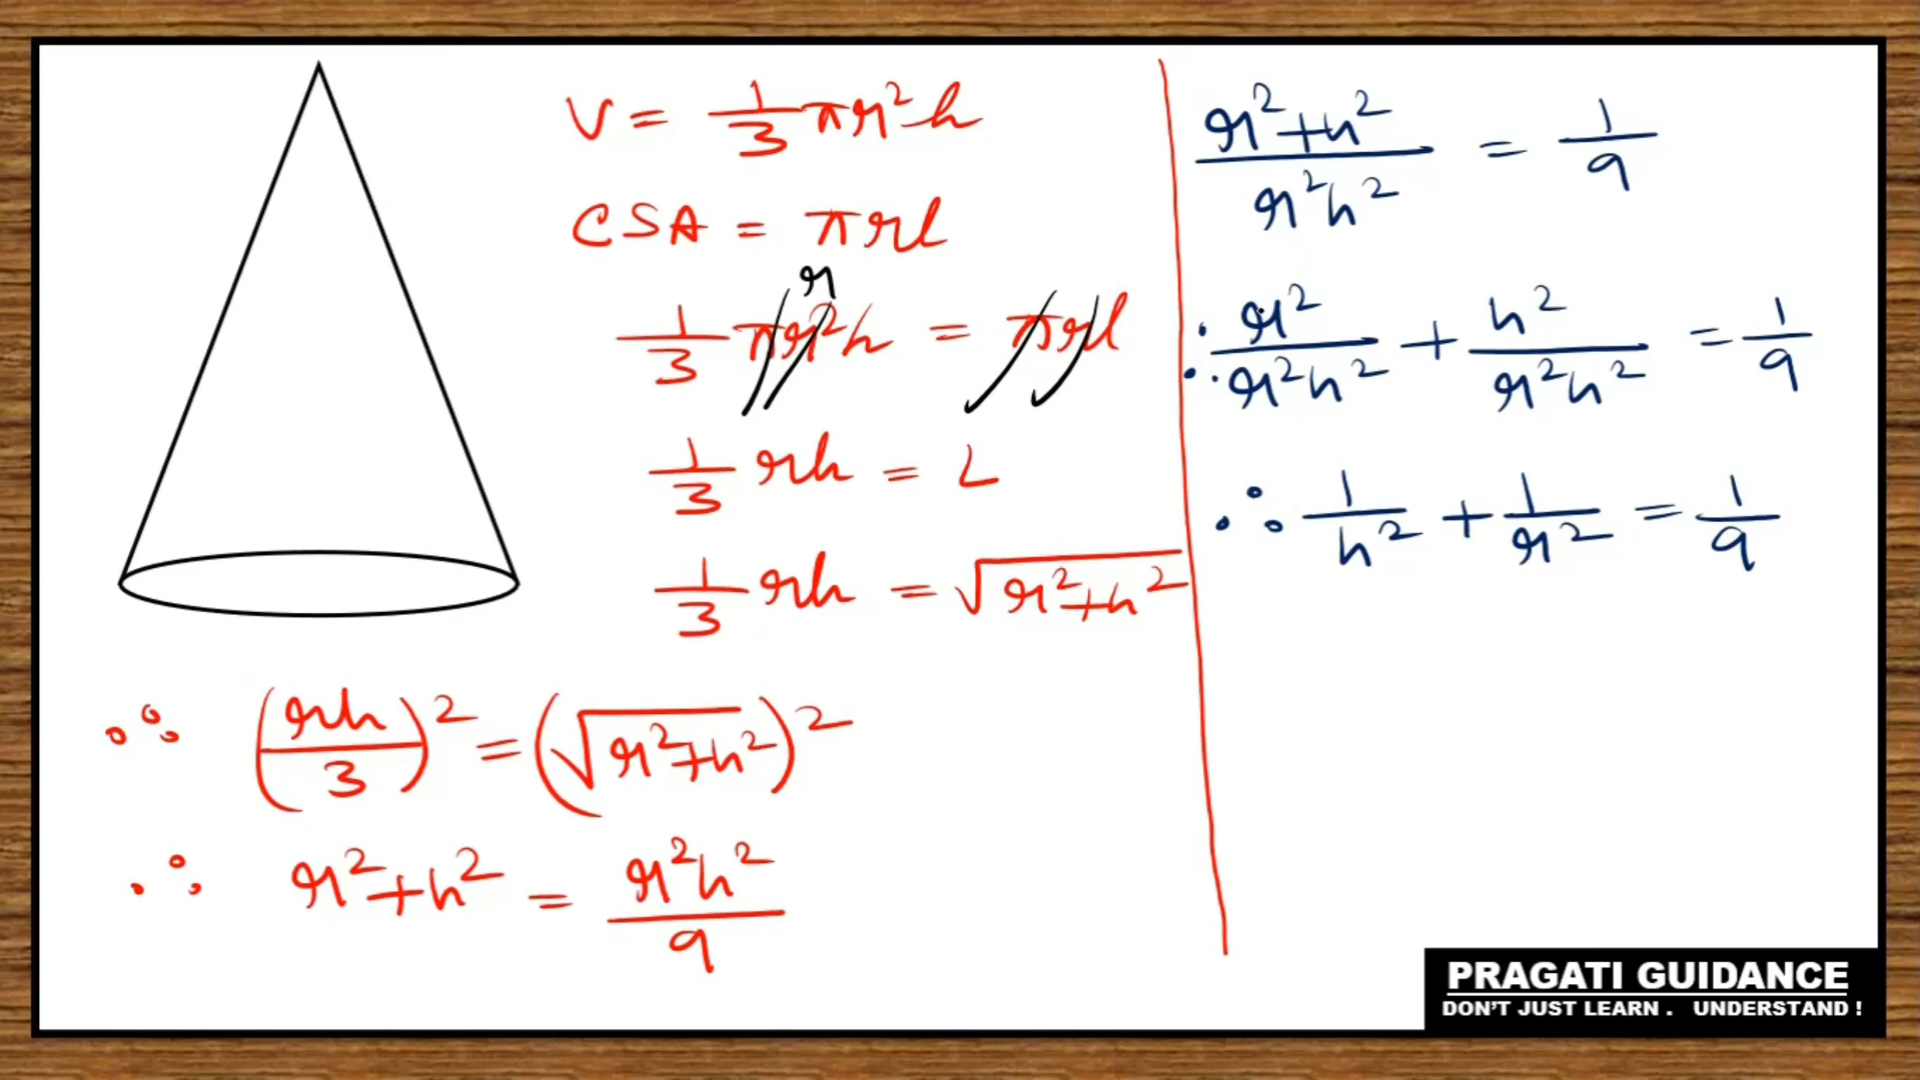 V = 1/3 πr²h
CSA = πrl
r
1/3 πr²h = πrl
1/3 rh = L
1/3 rh = √(r²+h²)
∴ (rh/3)² = (√(r²+h²))²
∴ r²+h² = r²h²/9
(r²+h²)/(r²h²) = 1/9
∴ r²/(r²h²) + h²/(r²h²) = 1/9
∴ 1/h² + 1/r² = 1/9
PRAGATI GUIDANCE
DON'T JUST LEARN . UNDERSTAND !